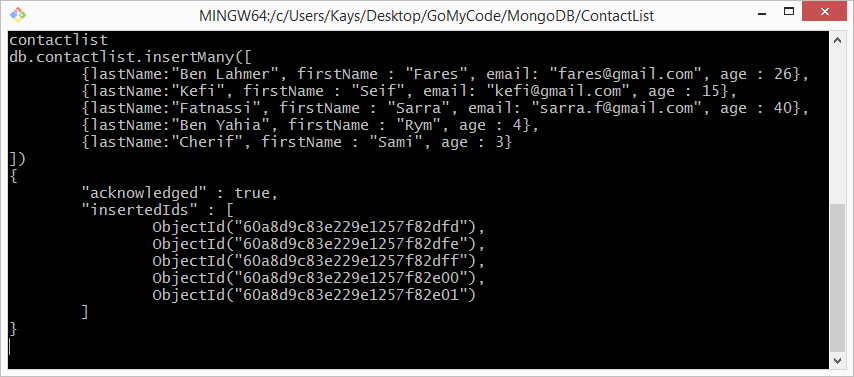 MINGW64:/c/Users/Kays/Desktop/GoMyCode/MongoDB/ContactList
contactlist
db.contactlist.insertMany([
        {lastName:"Ben Lahmer", firstName : "Fares", email: "fares@gmail.com", age : 26},
        {lastName:"Kefi", firstName : "Seif", email: "kefi@gmail.com", age : 15},
        {lastName:"Fatnassi", firstName : "Sarra", email: "sarra.f@gmail.com", age : 40},
        {lastName:"Ben Yahia", firstName : "Rym", age : 4},
        {lastName:"Cherif", firstName : "Sami", age : 3}
])
{
        "acknowledged" : true,
        "insertedIds" : [
                ObjectId("60a8d9c83e229e1257f82dfd"),
                ObjectId("60a8d9c83e229e1257f82dfe"),
                ObjectId("60a8d9c83e229e1257f82dff"),
                ObjectId("60a8d9c83e229e1257f82e00"),
                ObjectId("60a8d9c83e229e1257f82e01")
        ]
}